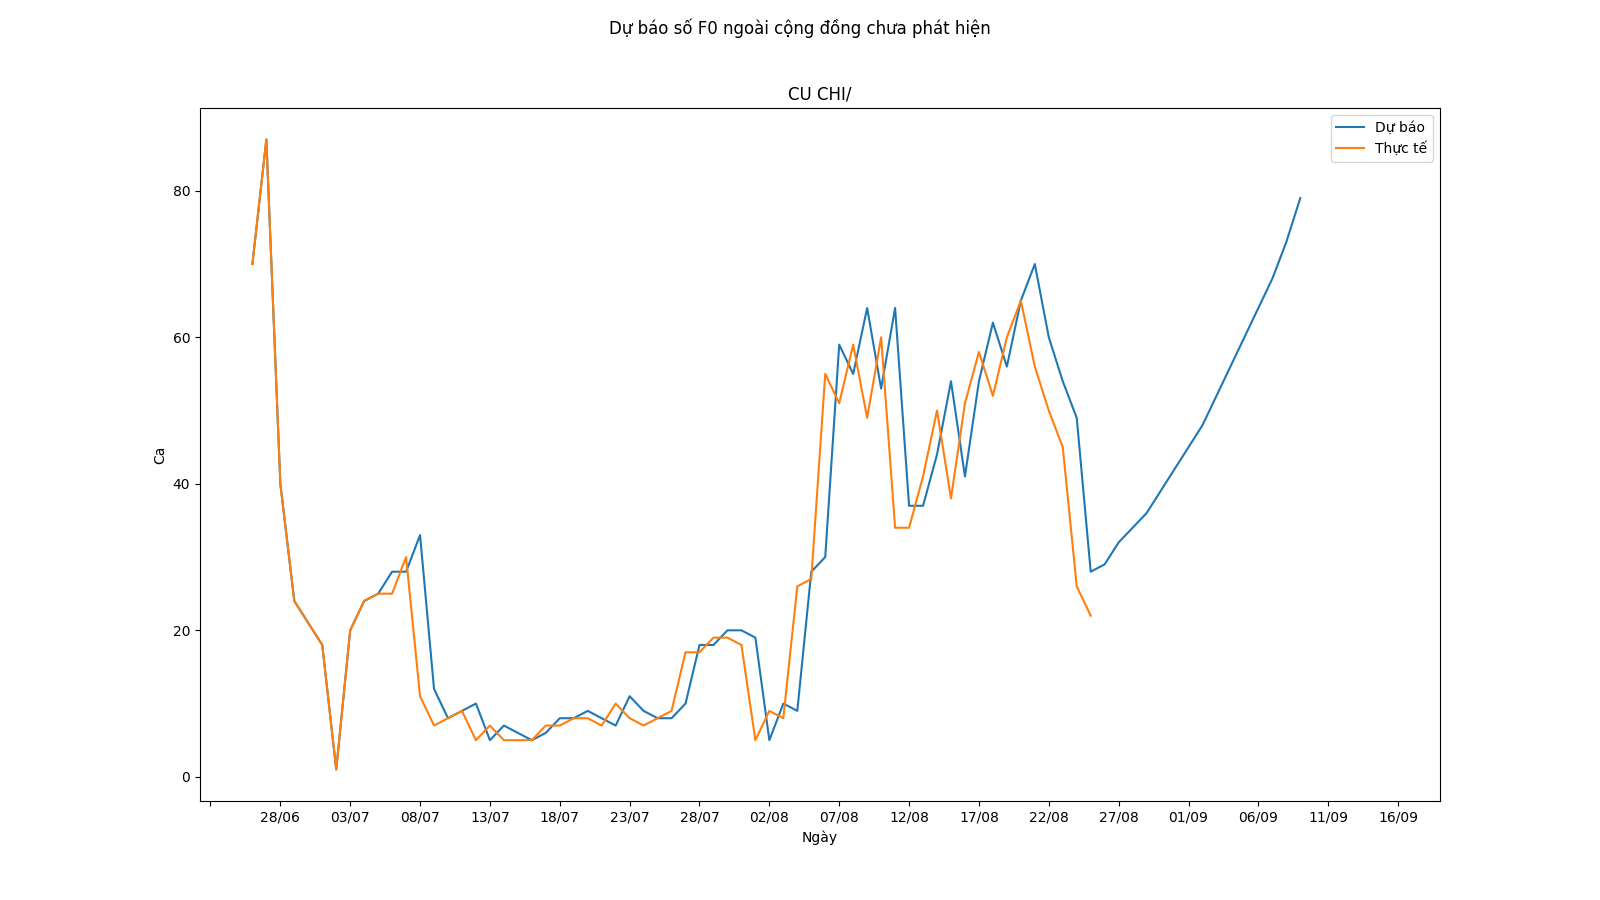 Dự báo số F0 ngoài cộng đồng chưa phát hiện
CU CHI/
Dự báo
Thực tế
80
60
40
20
0
Ca
28/06 03/07 08/07 13/07 18/07 23/07 28/07 02/08 07/08 12/08 17/08 22/08 27/08 01/09 06/09 11/09 16/09
Ngày